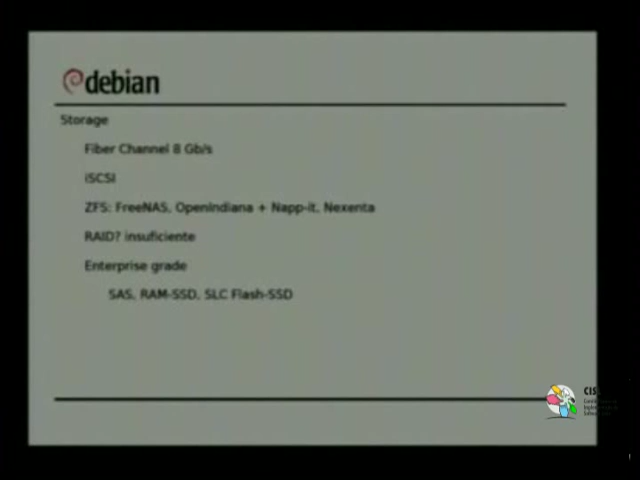 debian
Storage
Fiber Channel 8 Gb/s
iSCSI
ZFS: FreeNAS, OpenIndiana + Napp-it, Nexenta
RAID? insuficiente
Enterprise grade
SAS, RAM-SSD, SLC Flash-SSD
CIS